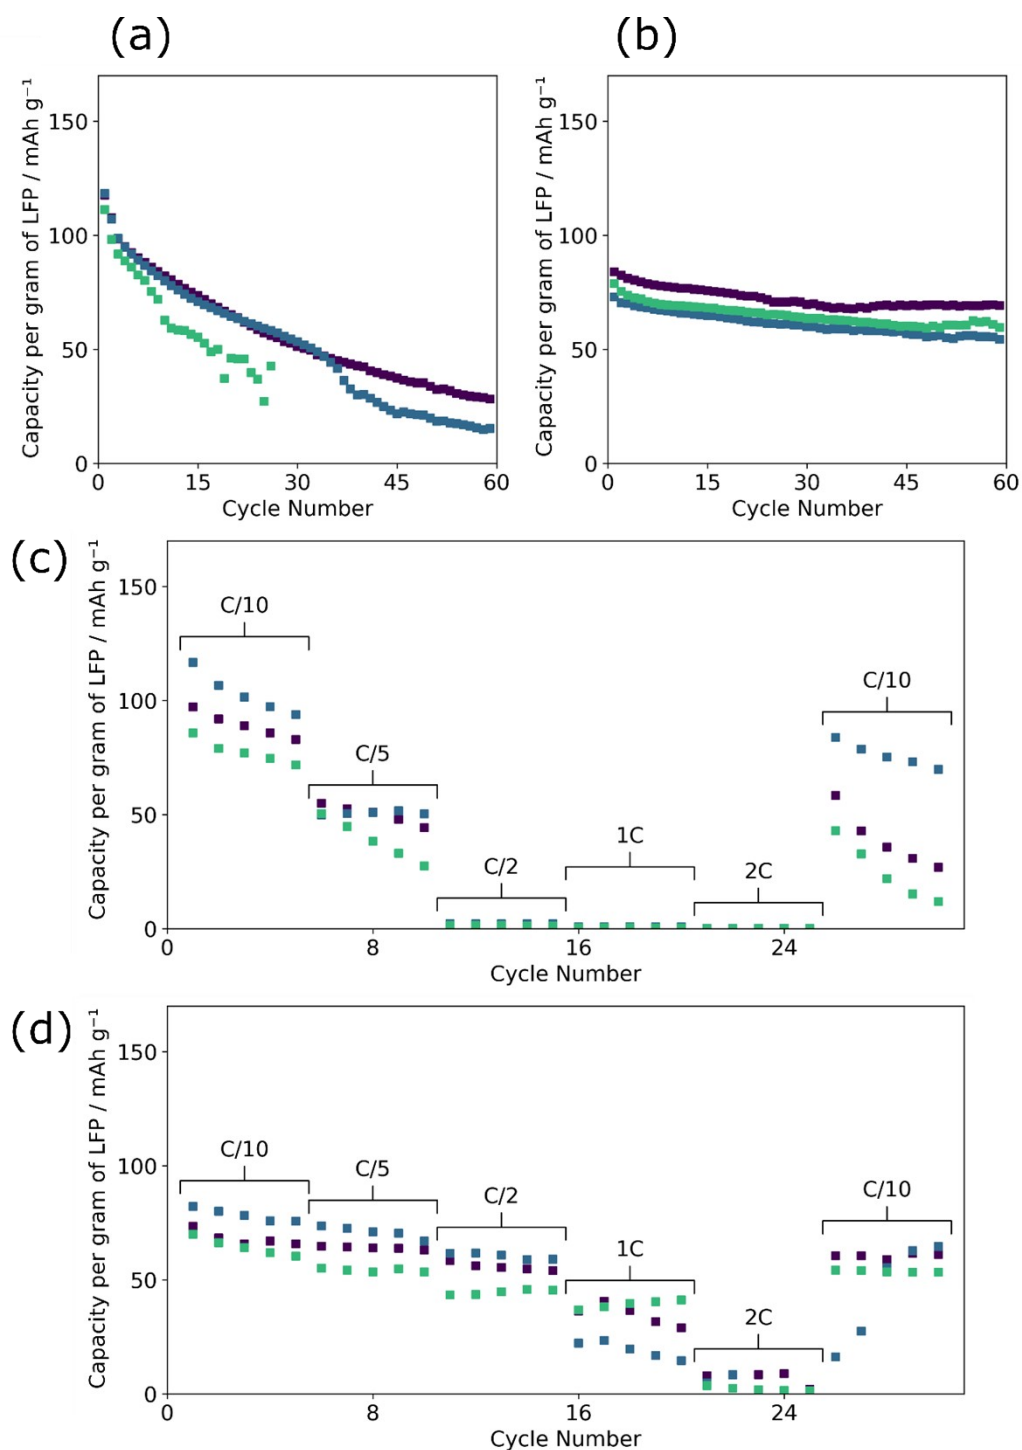 (a)
(b)
Capacity per gram of LFP / mAh g⁻¹
150
100
50
0
0 15 30 45 60
Cycle Number
Capacity per gram of LFP / mAh g⁻¹
150
100
50
0
0 15 30 45 60
Cycle Number
(c)
Capacity per gram of LFP / mAh g⁻¹
150
100
50
0
C/10
C/5
C/2
1C
2C
C/10
0 8 16 24
Cycle Number
(d)
Capacity per gram of LFP / mAh g⁻¹
150
100
50
0
C/10
C/5
C/2
1C
2C
C/10
0 8 16 24
Cycle Number